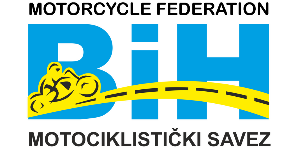 MOTORCYCLE FEDERATION
BiH
MOTOCIKLISTIČKI SAVEZ